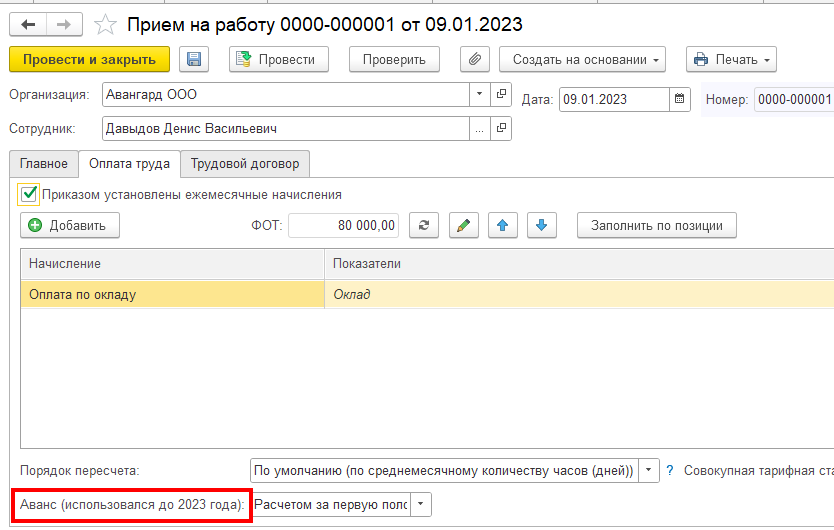 Прием на работу 0000-000001 от 09.01.2023
Провести и закрыть Провести Проверить Создать на основании Печать
Организация: Авангард ООО Дата: 09.01.2023 Номер: 0000-000001
Сотрудник: Давыдов Денис Васильевич ...
Главное Оплата труда Трудовой договор
Приказом установлены ежемесячные начисления
Добавить ФОТ: 80 000,00 Заполнить по позиции
Начисление Показатели
Оплата по окладу Оклад
Порядок пересчета: По умолчанию (по среднемесячному количеству часов (дней)) ? Совокупная тарифная ста
Аванс (использовался до 2023 года): Расчетом за первую поло